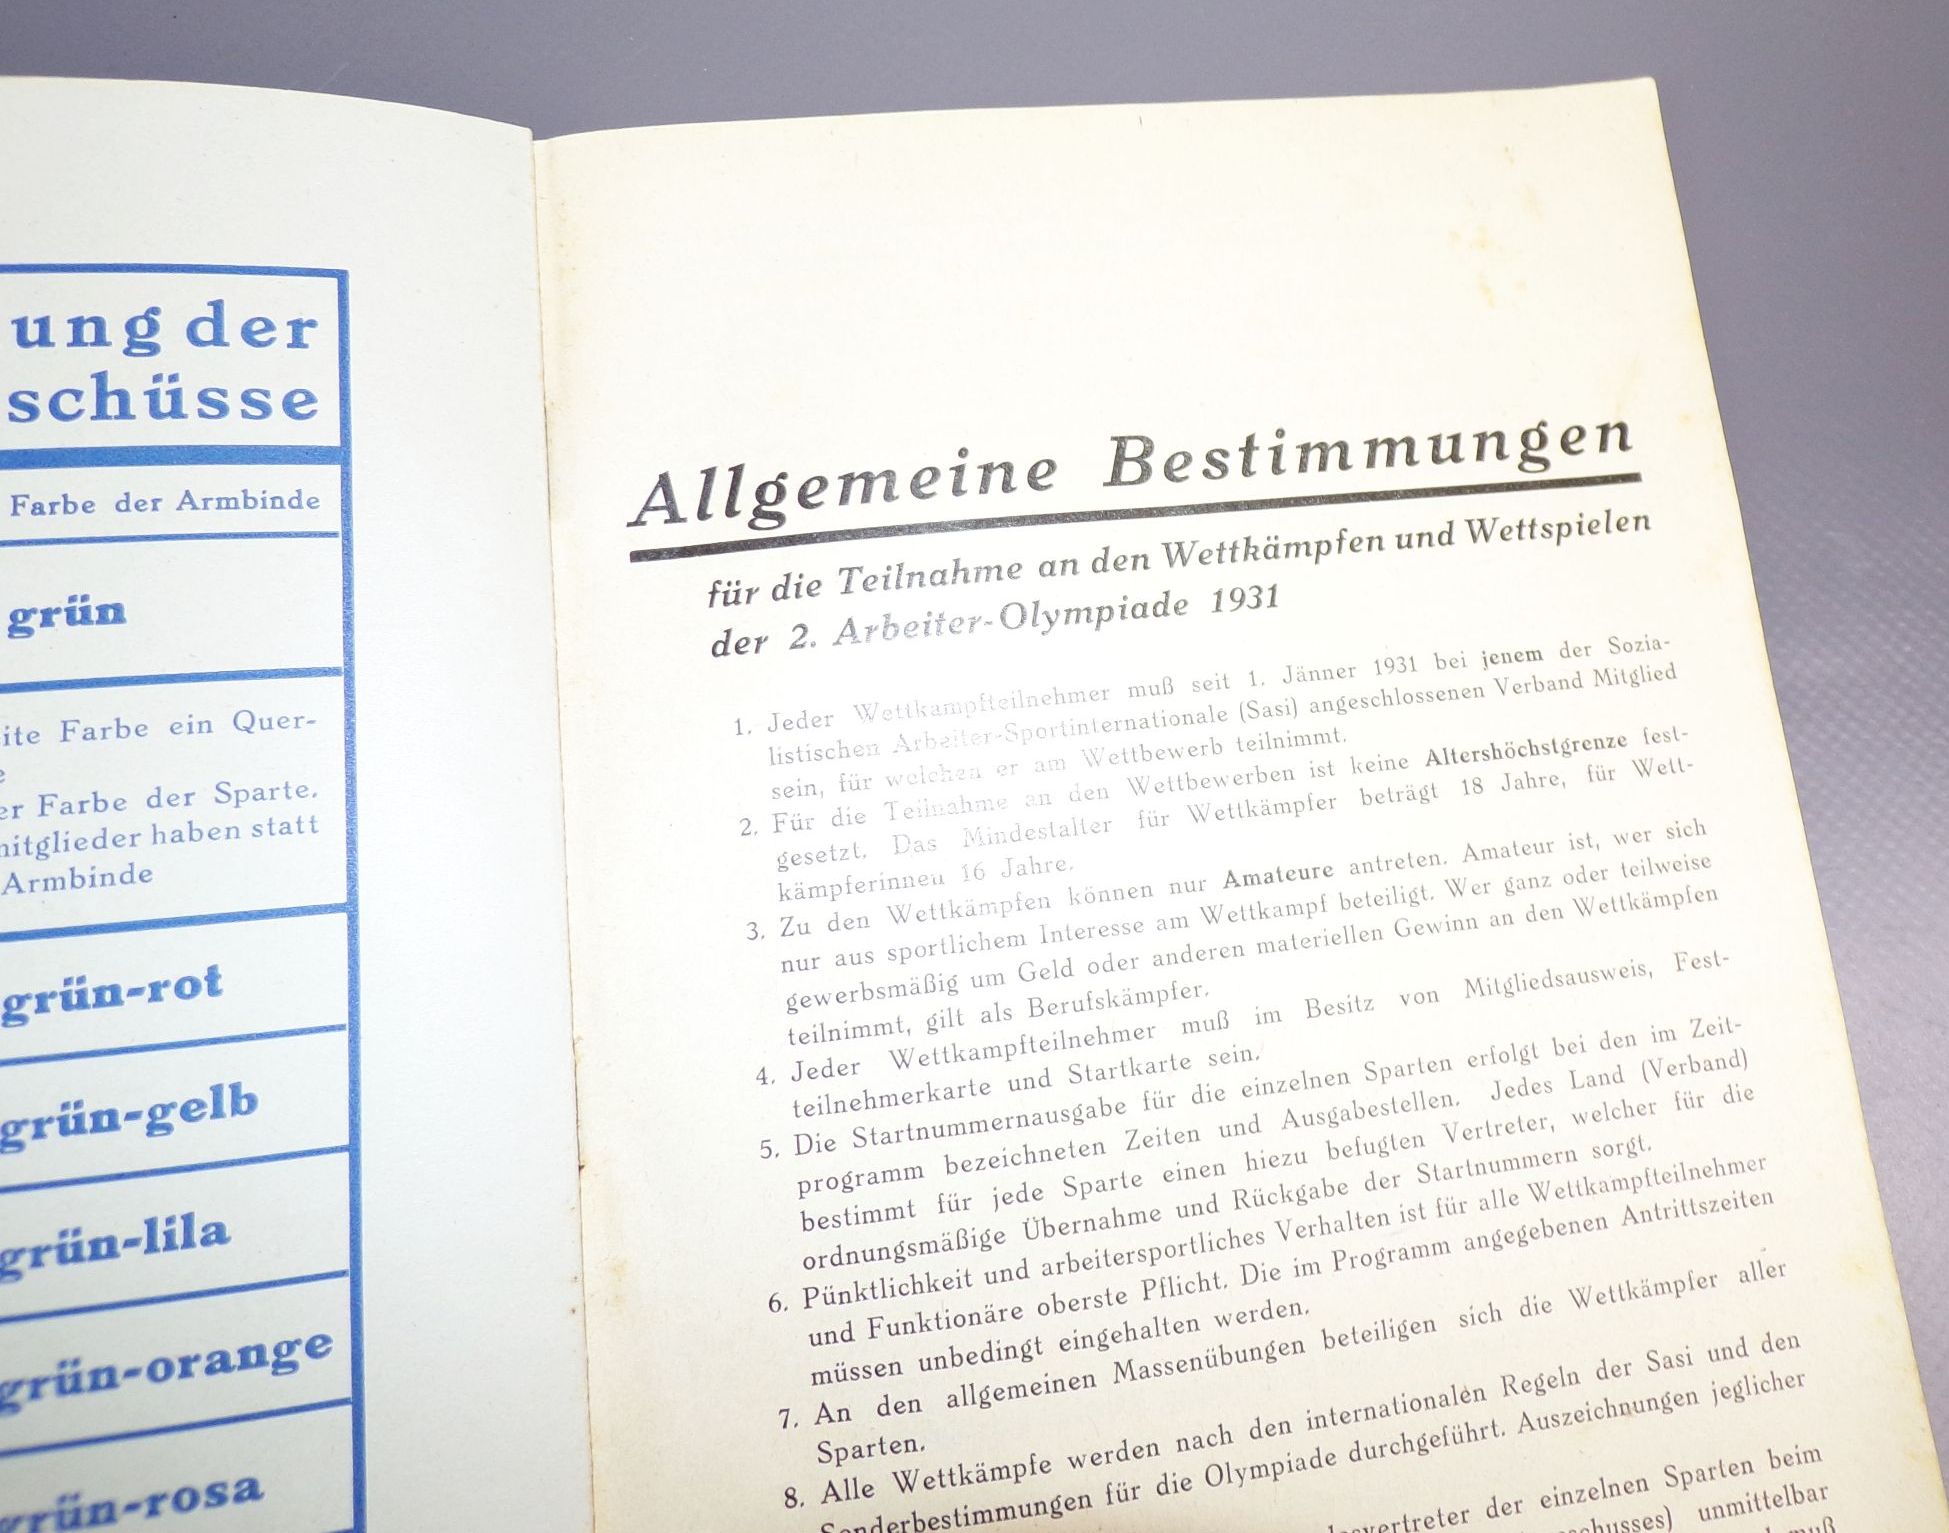 ung der
schüsse
Farbe der Armbinde
grün
ite Farbe ein Quer-
e
er Farbe der Sparte.
mitglieder haben statt
Armbinde
grün-rot
grün-gelb
grün-lila
grün-orange
grün-rosa
Allgemeine Bestimmungen
für die Teilnahme an den Wettkämpfen und Wettspielen
der 2. Arbeiter-Olympiade 1931
1. Jeder Wettkampfteilnehmer muß seit 1. Jänner 1931 bei jenem der Sozia-
listischen Arbeiter-Sportinternationale (Sasi) angeschlossenen Verband Mitglied
sein, für welchen er am Wettbewerb teilnimmt.
2. Für die Teilnahme an den Wettbewerben ist keine Altershöchstgrenze fest-
gesetzt. Das Mindestalter für Wettkämpfer beträgt 18 Jahre, für Wett-
kämpferinnen 16 Jahre.
3. Zu den Wettkämpfen können nur Amateure antreten. Amateur ist, wer sich
nur aus sportlichem Interesse am Wettkampf beteiligt. Wer ganz oder teilweise
gewerbsmäßig um Geld oder anderen materiellen Gewinn an den Wettkämpfen
teilnimmt, gilt als Berufskämpfer.
4. Jeder Wettkampfteilnehmer muß im Besitz von Mitgliedsausweis, Fest-
teilnehmerkarte und Startkarte sein.
5. Die Startnummernausgabe für die einzelnen Sparten erfolgt bei den im Zeit-
programm bezeichneten Zeiten und Ausgabestellen. Jedes Land (Verband)
bestimmt für jede Sparte einen hiezu befugten Vertreter, welcher für die
ordnungsmäßige Übernahme und Rückgabe der Startnummern sorgt.
6. Pünktlichkeit und arbeitersportliches Verhalten ist für alle Wettkampfteilnehmer
und Funktionäre oberste Pflicht. Die im Programm angegebenen Antrittszeiten
müssen unbedingt eingehalten werden.
7. An den allgemeinen Massenübungen beteiligen sich die Wettkämpfer aller
Sparten.
8. Alle Wettkämpfe werden nach den internationalen Regeln der Sasi und den
Sonderbestimmungen für die Olympiade durchgeführt. Auszeichnungen jeglicher
vertreter der einzelnen Sparten beim
schusses) unmittelbar
muß